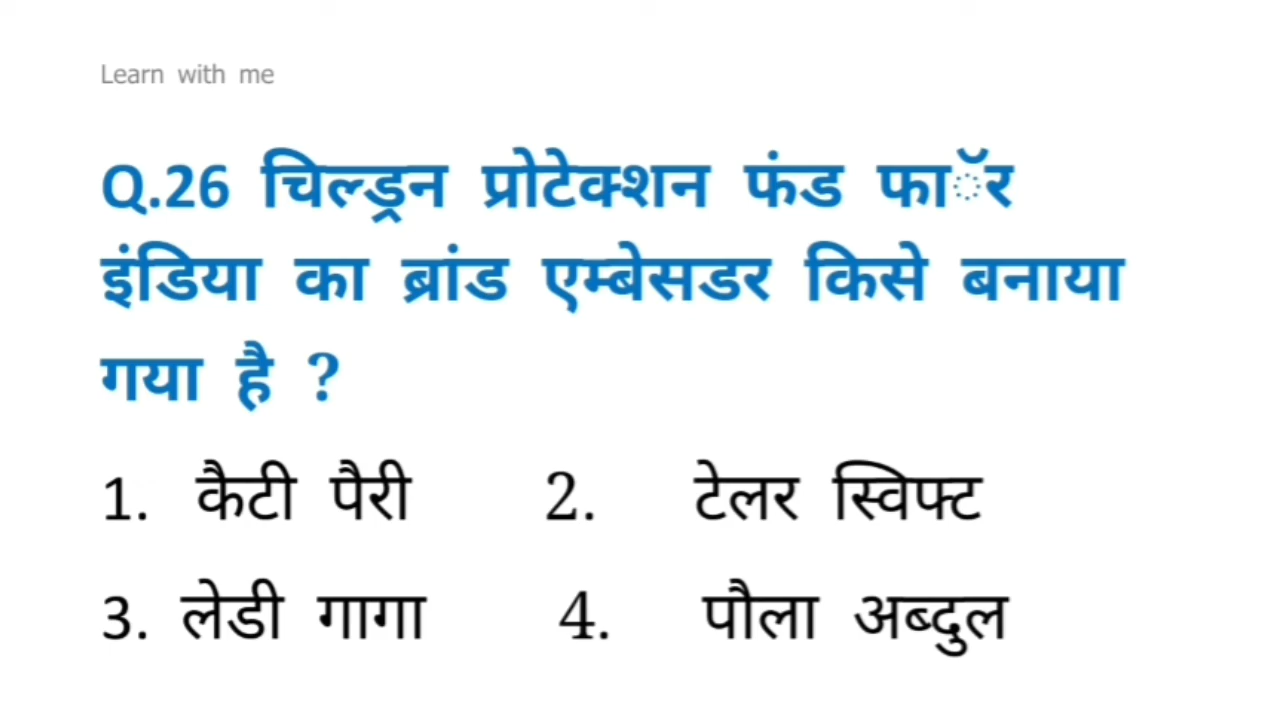 Learn with me
Q.26 चिल्ड्रन प्रोटेक्शन फंड फाॅर
इंडिया का ब्रांड एम्बेसडर किसे बनाया
गया है ?
1. कैटी पैरी 2. टेलर स्विफ्ट
3. लेडी गागा 4. पौला अब्दुल